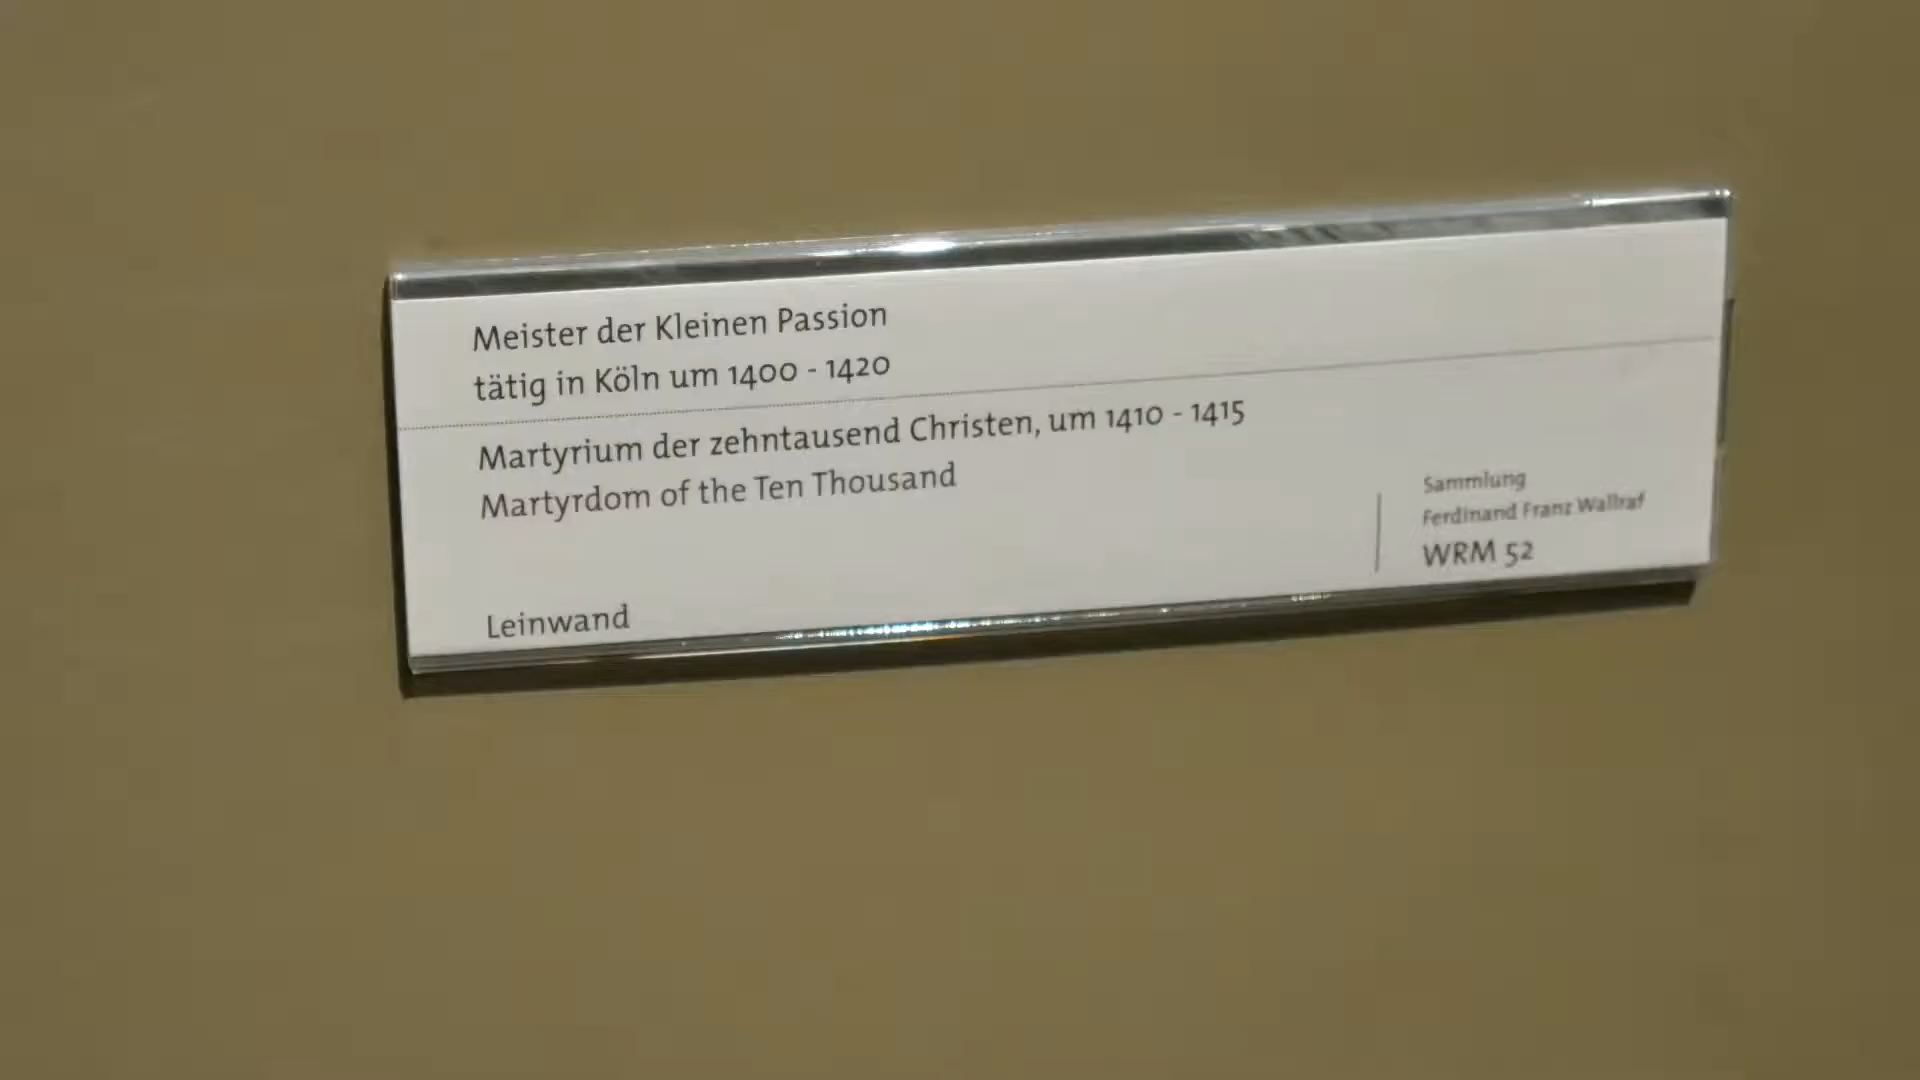 Meister der Kleinen Passion
tätig in Köln um 1400 - 1420
Martyrium der zehntausend Christen, um 1410 - 1415
Martyrdom of the Ten Thousand
Leinwand
Sammlung
Ferdinand Franz Wallraf
WRM 52